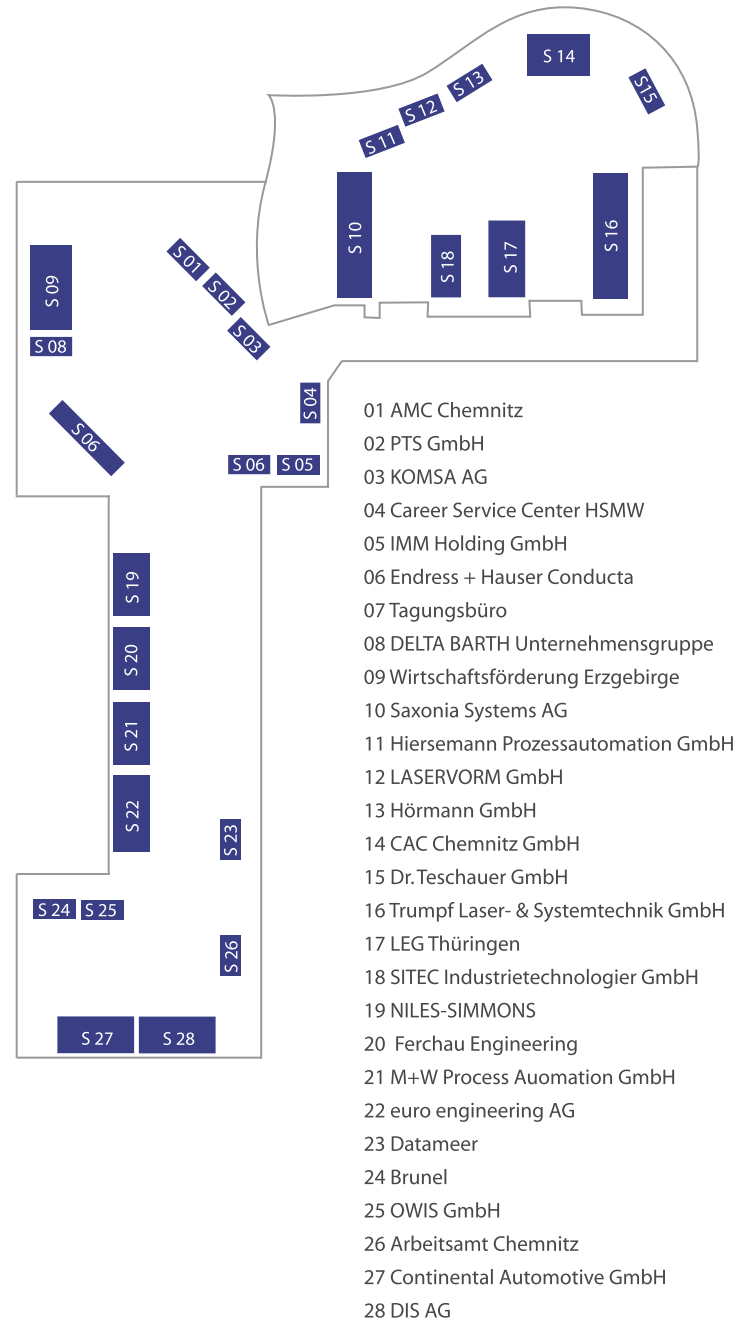 S 14
S 13
S15
S 12
S 11
S 10
S 16
S 18
S 17
S 01
S 02
S 03
S 09
S 08
S 04
S 06
S 06
S 05
S 19
S 20
S 21
S 22
S 23
S 24
S 25
S 26
S 27
S 28
01 AMC Chemnitz
02 PTS GmbH
03 KOMSA AG
04 Career Service Center HSMW
05 IMM Holding GmbH
06 Endress + Hauser Conducta
07 Tagungsbüro
08 DELTA BARTH Unternehmensgruppe
09 Wirtschaftsförderung Erzgebirge
10 Saxonia Systems AG
11 Hiersemann Prozessautomation GmbH
12 LASERVORM GmbH
13 Hörmann GmbH
14 CAC Chemnitz GmbH
15 Dr. Teschauer GmbH
16 Trumpf Laser- & Systemtechnik GmbH
17 LEG Thüringen
18 SITEC Industrietechnologier GmbH
19 NILES-SIMMONS
20 Ferchau Engineering
21 M+W Process Auomation GmbH
22 euro engineering AG
23 Datameer
24 Brunel
25 OWIS GmbH
26 Arbeitsamt Chemnitz
27 Continental Automotive GmbH
28 DIS AG